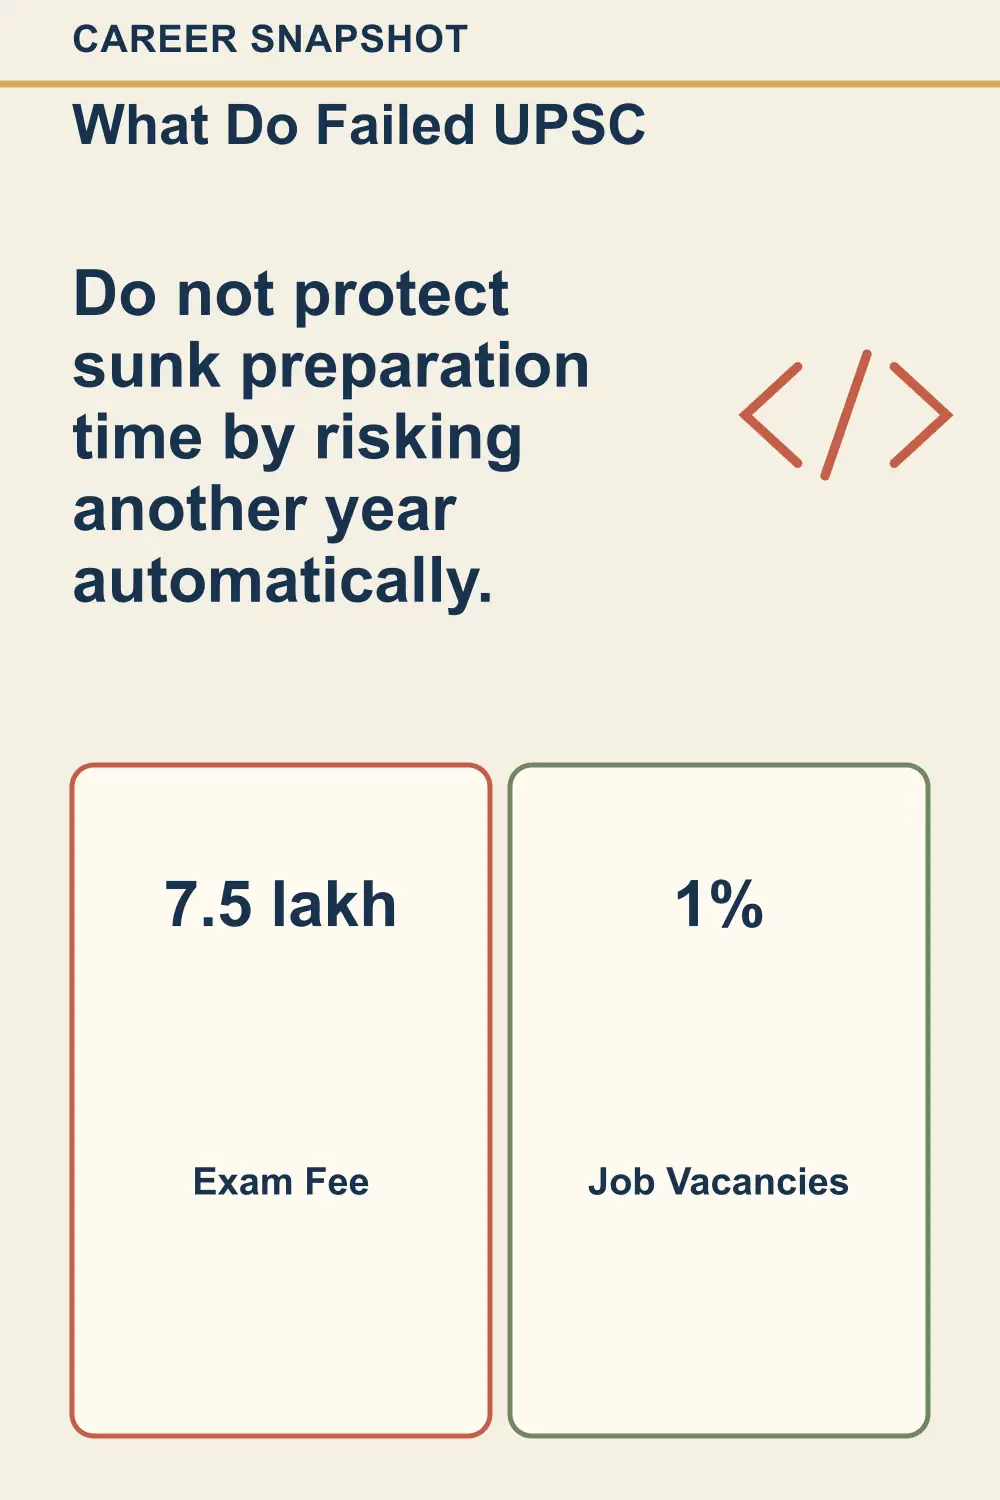 CAREER SNAPSHOT
What Do Failed UPSC
Do not protect
sunk preparation
time by risking
another year
automatically.
7.5 lakh
1%
Exam Fee
Job Vacancies